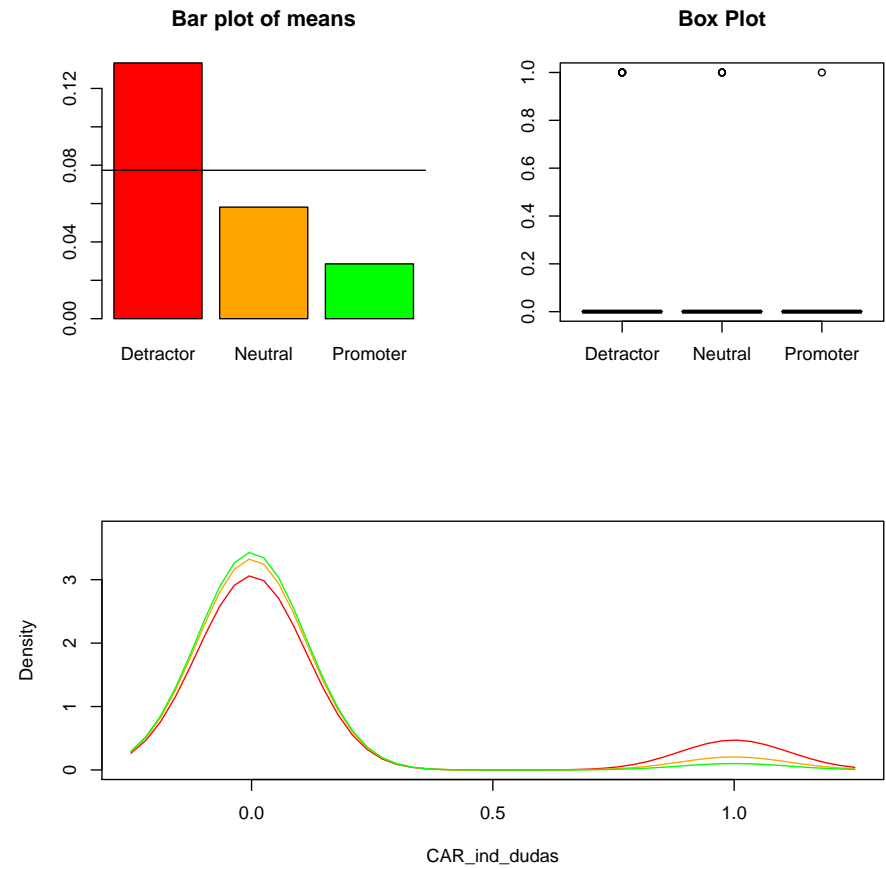 Bar plot of means
0.00 0.04 0.08 0.12
Detractor Neutral Promoter
Box Plot
0.0 0.2 0.4 0.6 0.8 1.0
Detractor Neutral Promoter
Density
0 1 2 3
0.0 0.5 1.0
CAR_ind_dudas